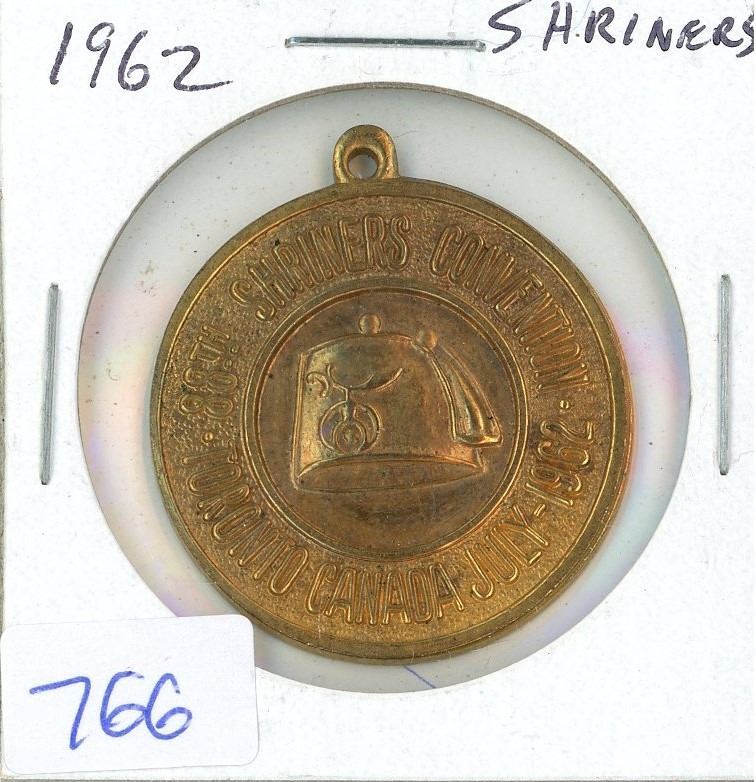 1962
SHRINERS
88TH SHRINERS CONVENTION
TORONTO CANADA JULY-1962
766